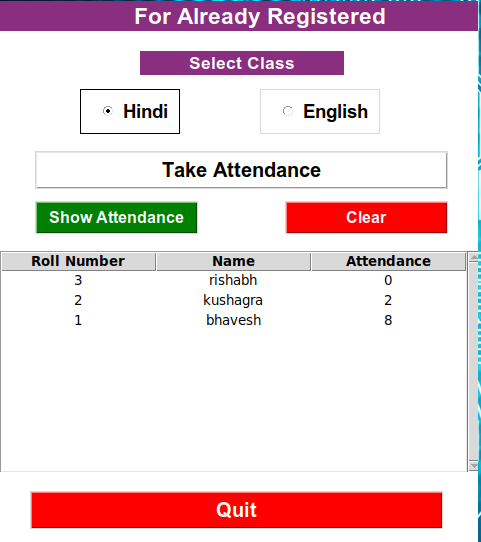 For Already Registered
Select Class
Hindi English
Take Attendance
Show Attendance Clear
Roll Number Name Attendance
3 rishabh 0
2 kushagra 2
1 bhavesh 8
Quit